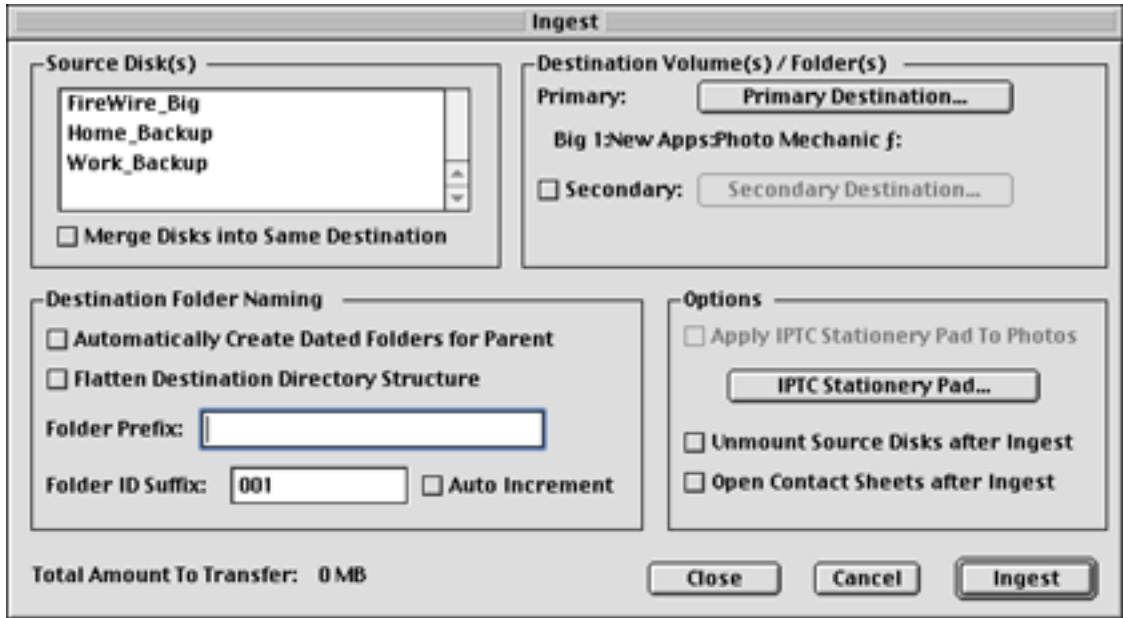 Ingest
Source Disk(s)
FireWire_Big
Home_Backup
Work_Backup
Merge Disks into Same Destination
Destination Volume(s) / Folder(s)
Primary: Primary Destination...
Big 1:New Apps:Photo Mechanic ƒ:
Secondary: Secondary Destination...
Destination Folder Naming
Automatically Create Dated Folders for Parent
Flatten Destination Directory Structure
Folder Prefix:
Folder ID Suffix: 001 Auto Increment
Options
Apply IPTC Stationery Pad To Photos
IPTC Stationery Pad...
Unmount Source Disks after Ingest
Open Contact Sheets after Ingest
Total Amount To Transfer: 0 MB
Close Cancel Ingest